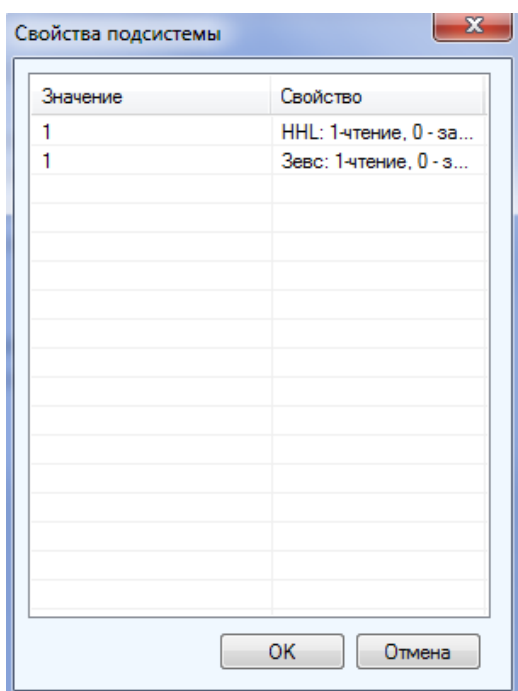 Свойства подсистемы
Значение Свойство
1 HHL: 1-чтение, 0 - за...
1 Зевс: 1-чтение, 0 - з...
OK Отмена